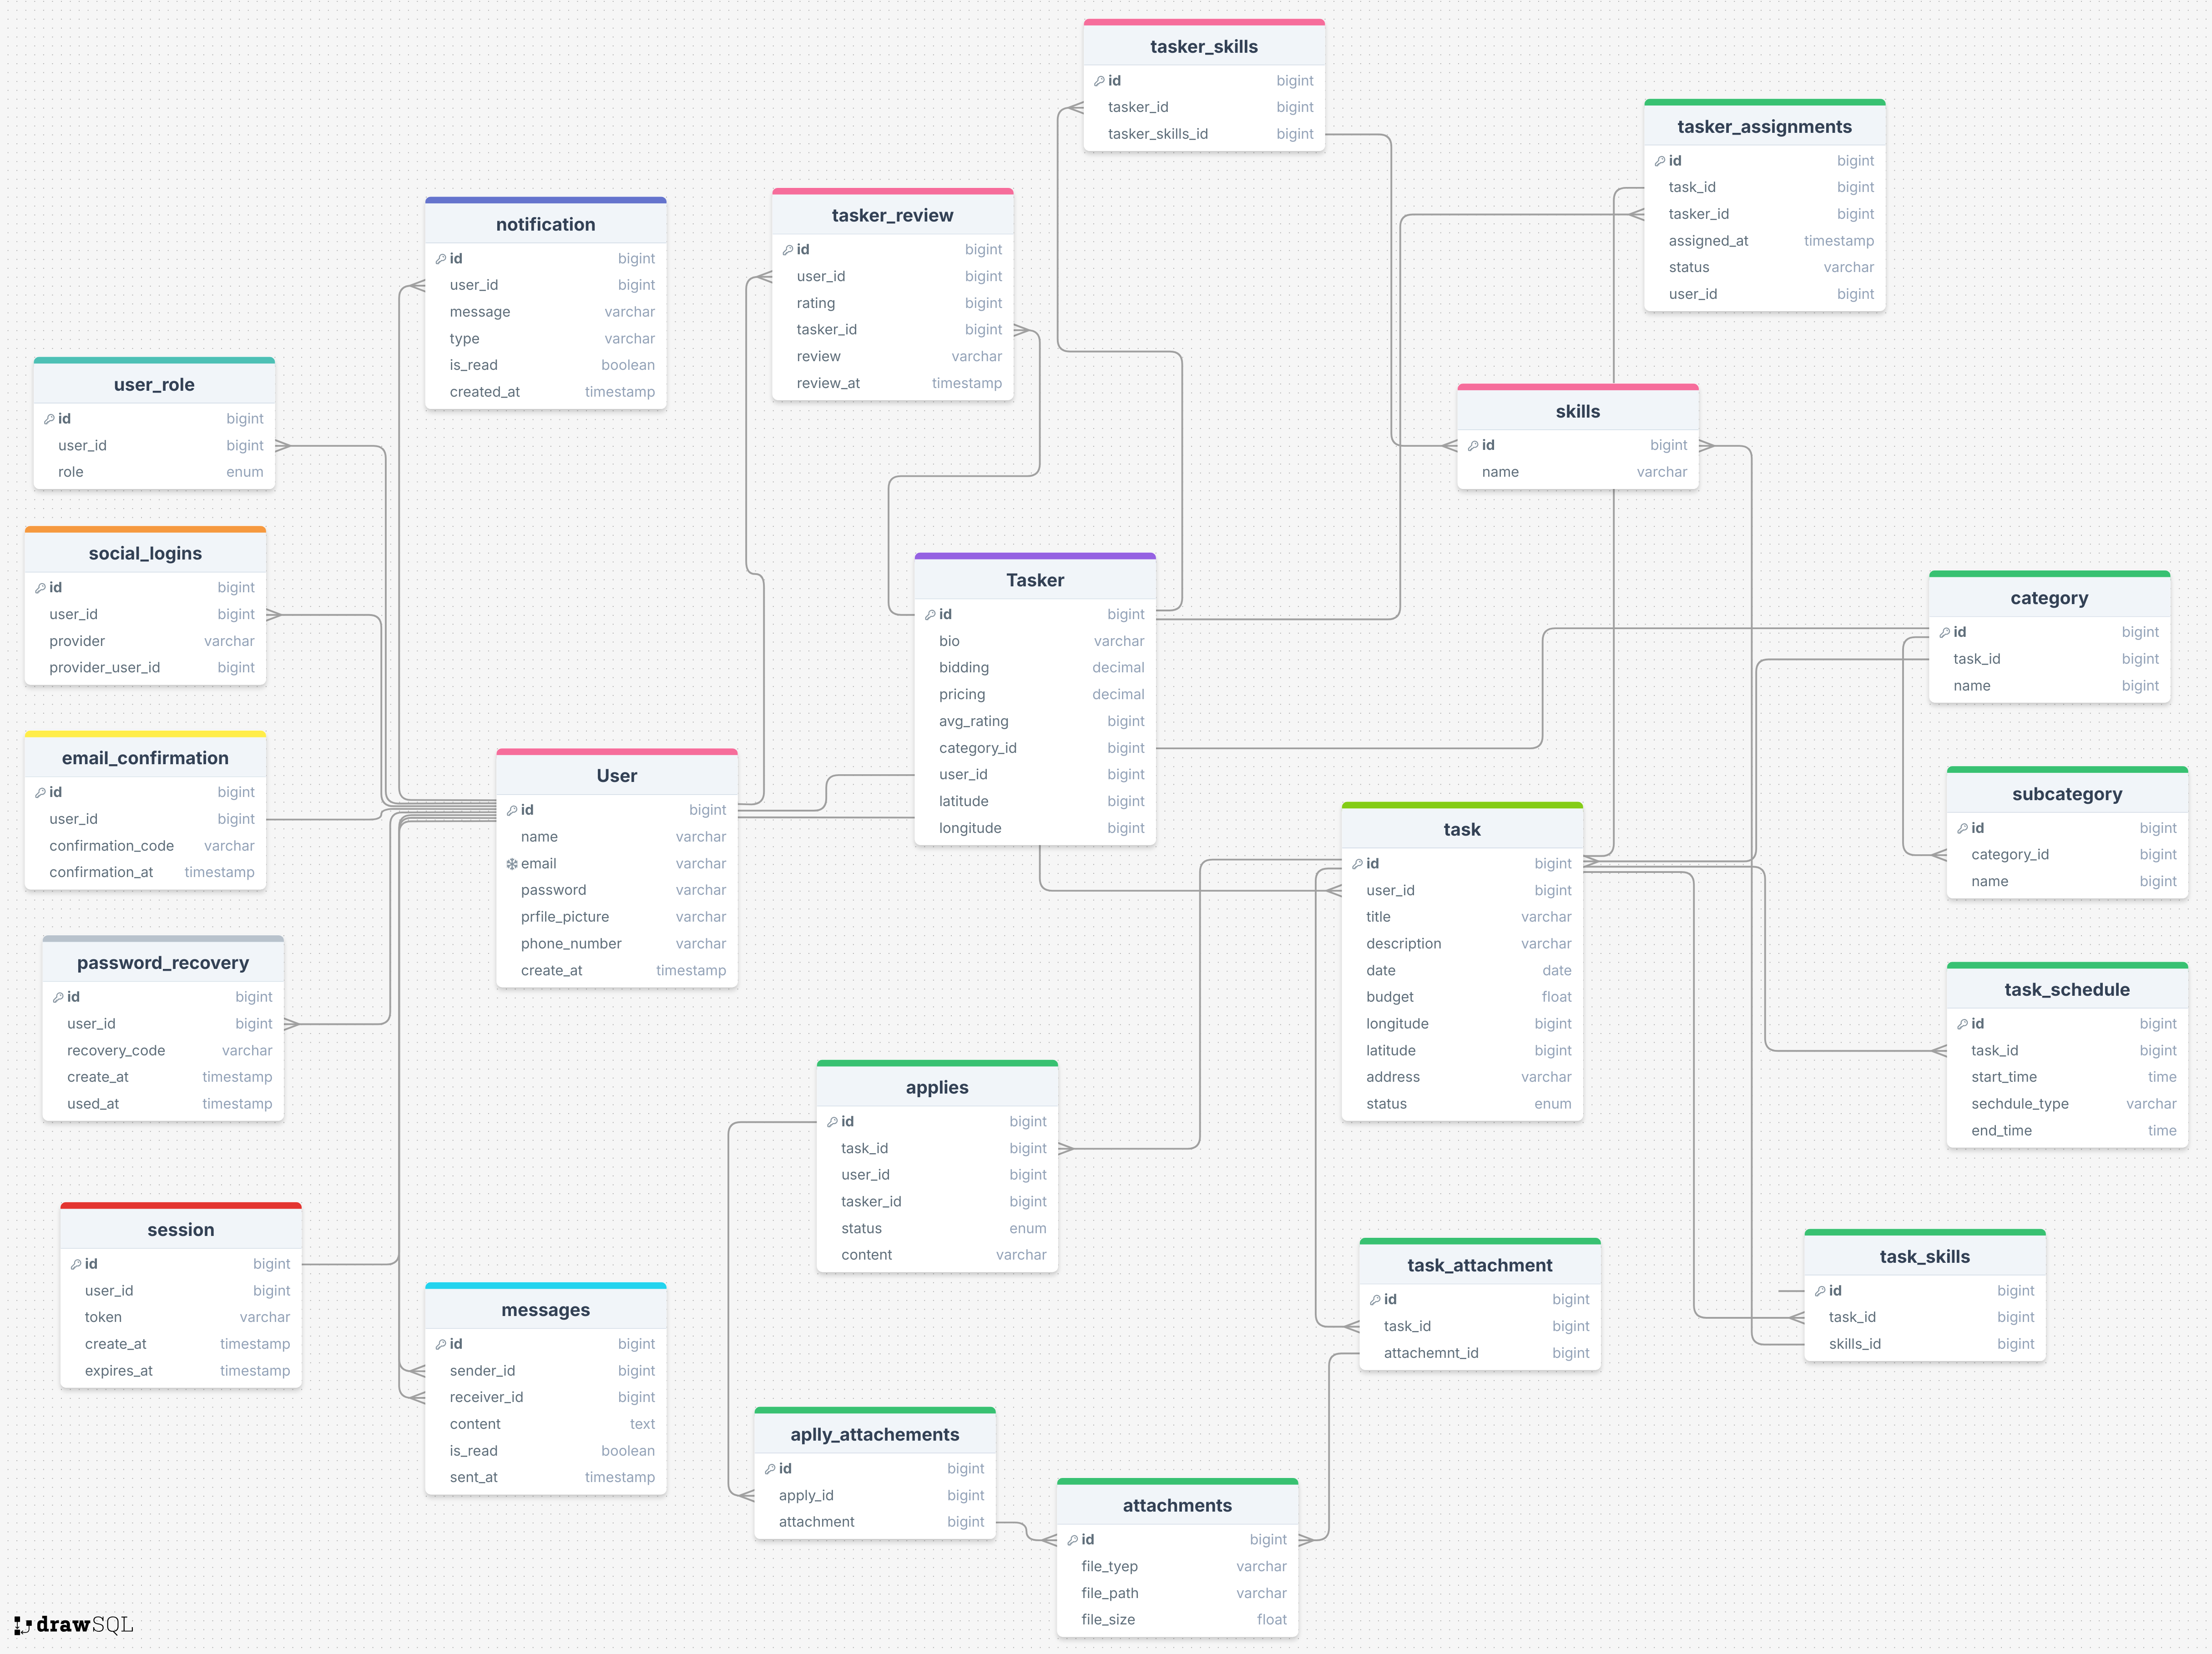 tasker_skills
id bigint
tasker_id bigint
tasker_skills_id bigint
tasker_assignments
id bigint
task_id bigint
tasker_id bigint
assigned_at timestamp
status varchar
user_id bigint
notification
id bigint
user_id bigint
message varchar
type varchar
is_read boolean
created_at timestamp
tasker_review
id bigint
user_id bigint
rating bigint
tasker_id bigint
review varchar
review_at timestamp
user_role
id bigint
user_id bigint
role enum
skills
id bigint
name varchar
social_logins
id bigint
user_id bigint
provider varchar
provider_user_id bigint
Tasker
id bigint
bio varchar
bidding decimal
pricing decimal
avg_rating bigint
category_id bigint
user_id bigint
latitude bigint
longitude bigint
category
id bigint
task_id bigint
name bigint
email_confirmation
id bigint
user_id bigint
confirmation_code varchar
confirmation_at timestamp
User
id bigint
name varchar
email varchar
password varchar
prfile_picture varchar
phone_number varchar
create_at timestamp
subcategory
id bigint
category_id bigint
name bigint
task
id bigint
user_id bigint
title varchar
description varchar
date date
budget float
longitude bigint
latitude bigint
address varchar
status enum
password_recovery
id bigint
user_id bigint
recovery_code varchar
create_at timestamp
used_at timestamp
task_schedule
id bigint
task_id bigint
start_time time
sechdule_type varchar
end_time time
applies
id bigint
task_id bigint
user_id bigint
tasker_id bigint
status enum
content varchar
session
id bigint
user_id bigint
token varchar
create_at timestamp
expires_at timestamp
task_attachment
id bigint
task_id bigint
attachemnt_id bigint
task_skills
id bigint
task_id bigint
skills_id bigint
messages
id bigint
sender_id bigint
receiver_id bigint
content text
is_read boolean
sent_at timestamp
aplly_attachements
id bigint
apply_id bigint
attachment bigint
attachments
id bigint
file_tyep varchar
file_path varchar
file_size float
drawSQL